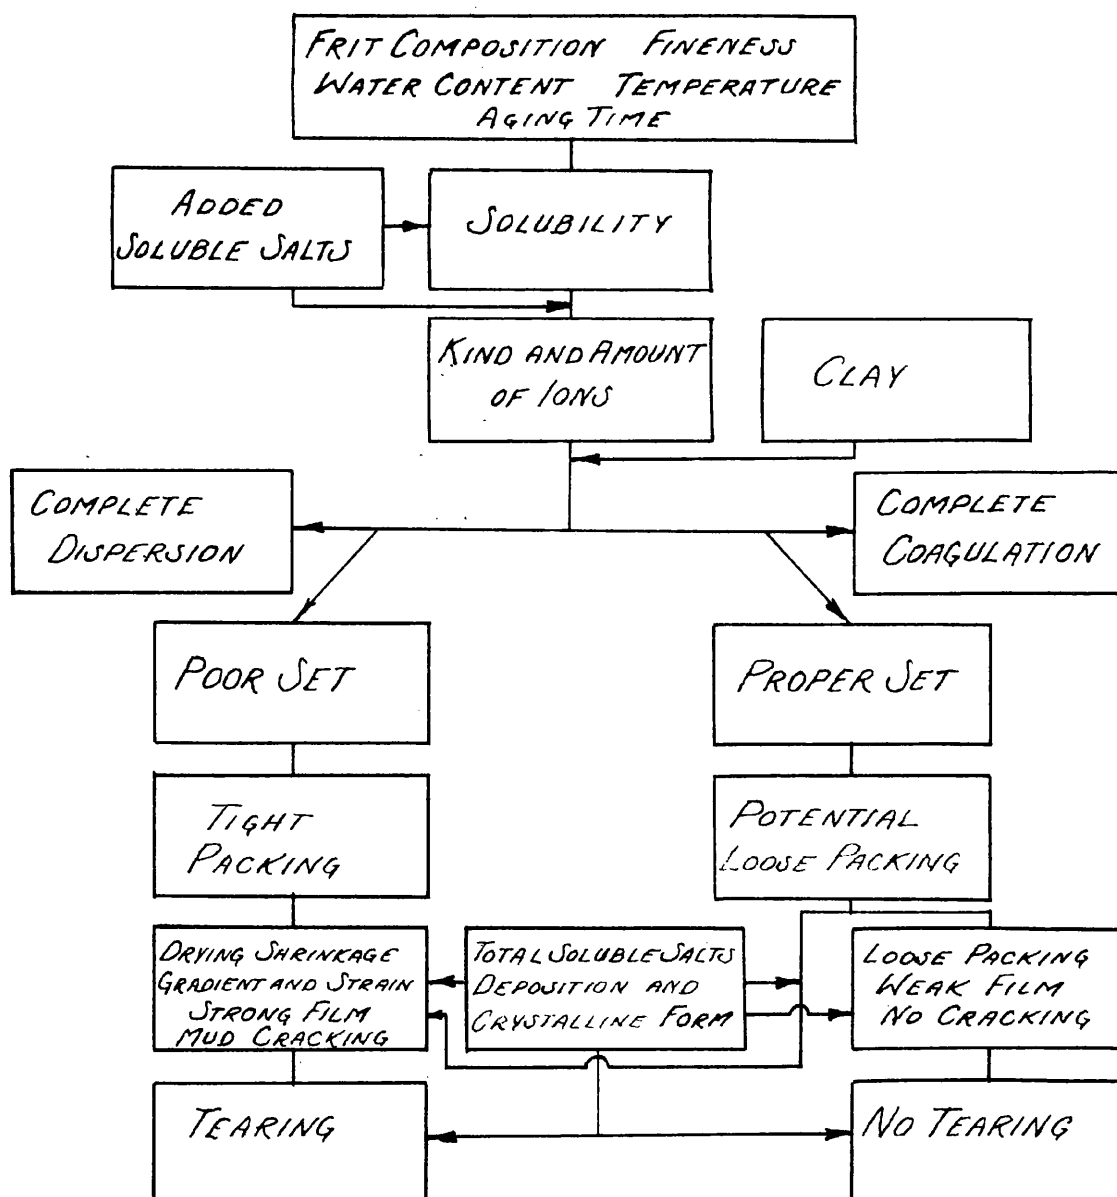 FRIT COMPOSITION FINENESS
WATER CONTENT TEMPERATURE
AGING TIME
ADDED
SOLUBLE SALTS
SOLUBILITY
KIND AND AMOUNT
OF IONS
CLAY
COMPLETE
DISPERSION
COMPLETE
COAGULATION
POOR SET
PROPER SET
TIGHT
PACKING
POTENTIAL
LOOSE PACKING
DRYING SHRINKAGE
GRADIENT AND STRAIN
STRONG FILM
MUD CRACKING
TOTAL SOLUBLE SALTS
DEPOSITION AND
CRYSTALLINE FORM
LOOSE PACKING
WEAK FILM
NO CRACKING
TEARING
NO TEARING